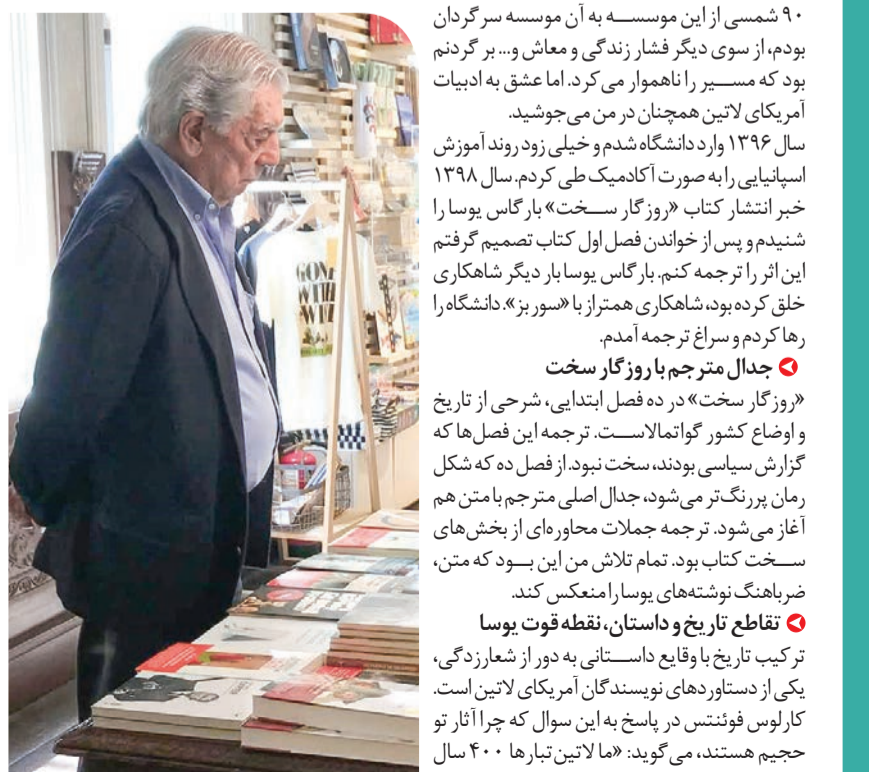 ۹۰ شمسی از این موسسه به آن موسسه سرگردان
بودم، از سوی دیگر فشار زندگی و معاش و... بر گردنم
بود که مسیر را ناهموار می‌کرد. اما عشق به ادبیات
آمریکای لاتین همچنان در من می‌جوشید.
سال ۱۳۹۶ وارد دانشگاه شدم و خیلی زود روند آموزش
اسپانیایی را به صورت آکادمیک طی کردم. سال ۱۳۹۸
خبر انتشار کتاب «روزگار سخت» بارگاس یوسا را
شنیدم و پس از خواندن فصل اول کتاب تصمیم گرفتم
این اثر را ترجمه کنم. بارگاس یوسا بار دیگر شاهکاری
خلق کرده بود، شاهکاری همتراز با «سور بز». دانشگاه را
رها کردم و سراغ ترجمه آمدم.
جدال مترجم با روزگار سخت
«روزگار سخت» در ده فصل ابتدایی، شرحی از تاریخ
و اوضاع کشور گواتمالاست. ترجمه این فصل‌ها که
گزارش سیاسی بودند، سخت نبود. از فصل ده که شکل
رمان پررنگ‌تر می‌شود، جدال اصلی مترجم با متن هم
آغاز می‌شود. ترجمه جملات محاوره‌ای از بخش‌های
سخت کتاب بود. تمام تلاش من این بود که متن،
ضرباهنگ نوشته‌های یوسا را منعکس کند.
تقاطع تاریخ و داستان، نقطه قوت یوسا
ترکیب تاریخ با وقایع داستانی به دور از شعارزدگی،
یکی از دستاوردهای نویسندگان آمریکای لاتین است.
کارلوس فوئنتس در پاسخ به این سوال که چرا آثار تو
حجیم هستند، می‌گوید: «ما لاتین‌تبارها ۴۰۰ سال
GONE
WITH